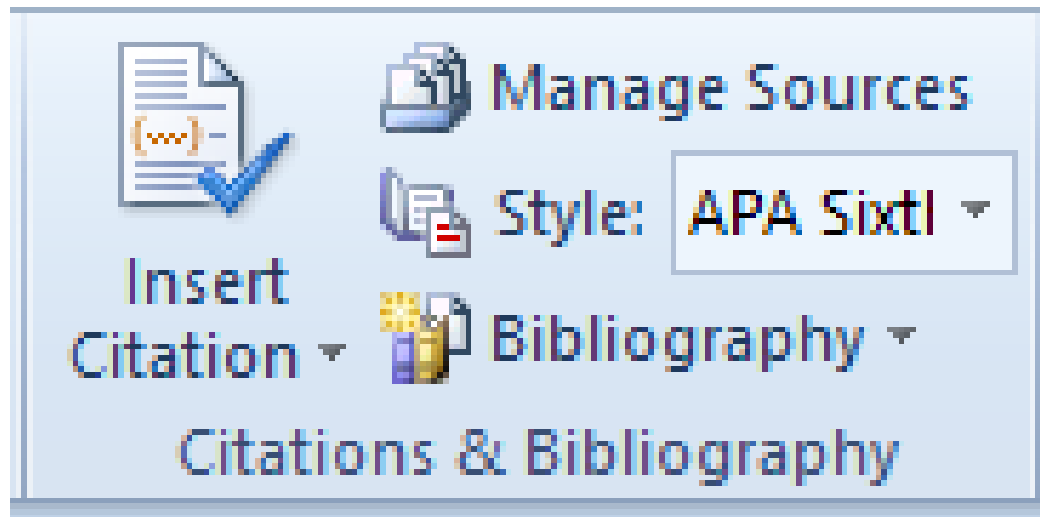 Insert
Citation
Manage Sources
Style: APA Sixtl
Bibliography
Citations & Bibliography